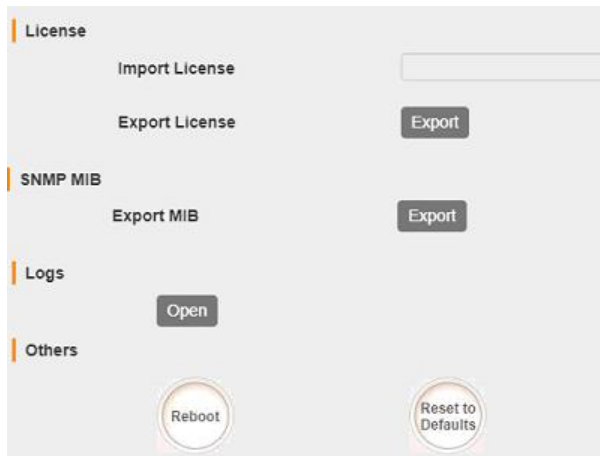 License
Import License
Export License Export
SNMP MIB
Export MIB Export
Logs
Open
Others
Reboot
Reset to
Defaults